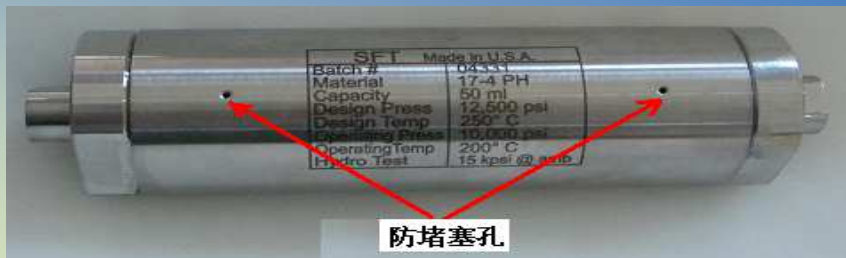 SFT Made in U.S.A.
Batch # 04331
Material 17-4 PH
Capacity 50 ml
Design Press 12,500 psi
Design Temp 250° C
Operating Press 10,000 psi
Operating Temp 200° C
Hydro Test 15 kpsi @ amb
防堵塞孔